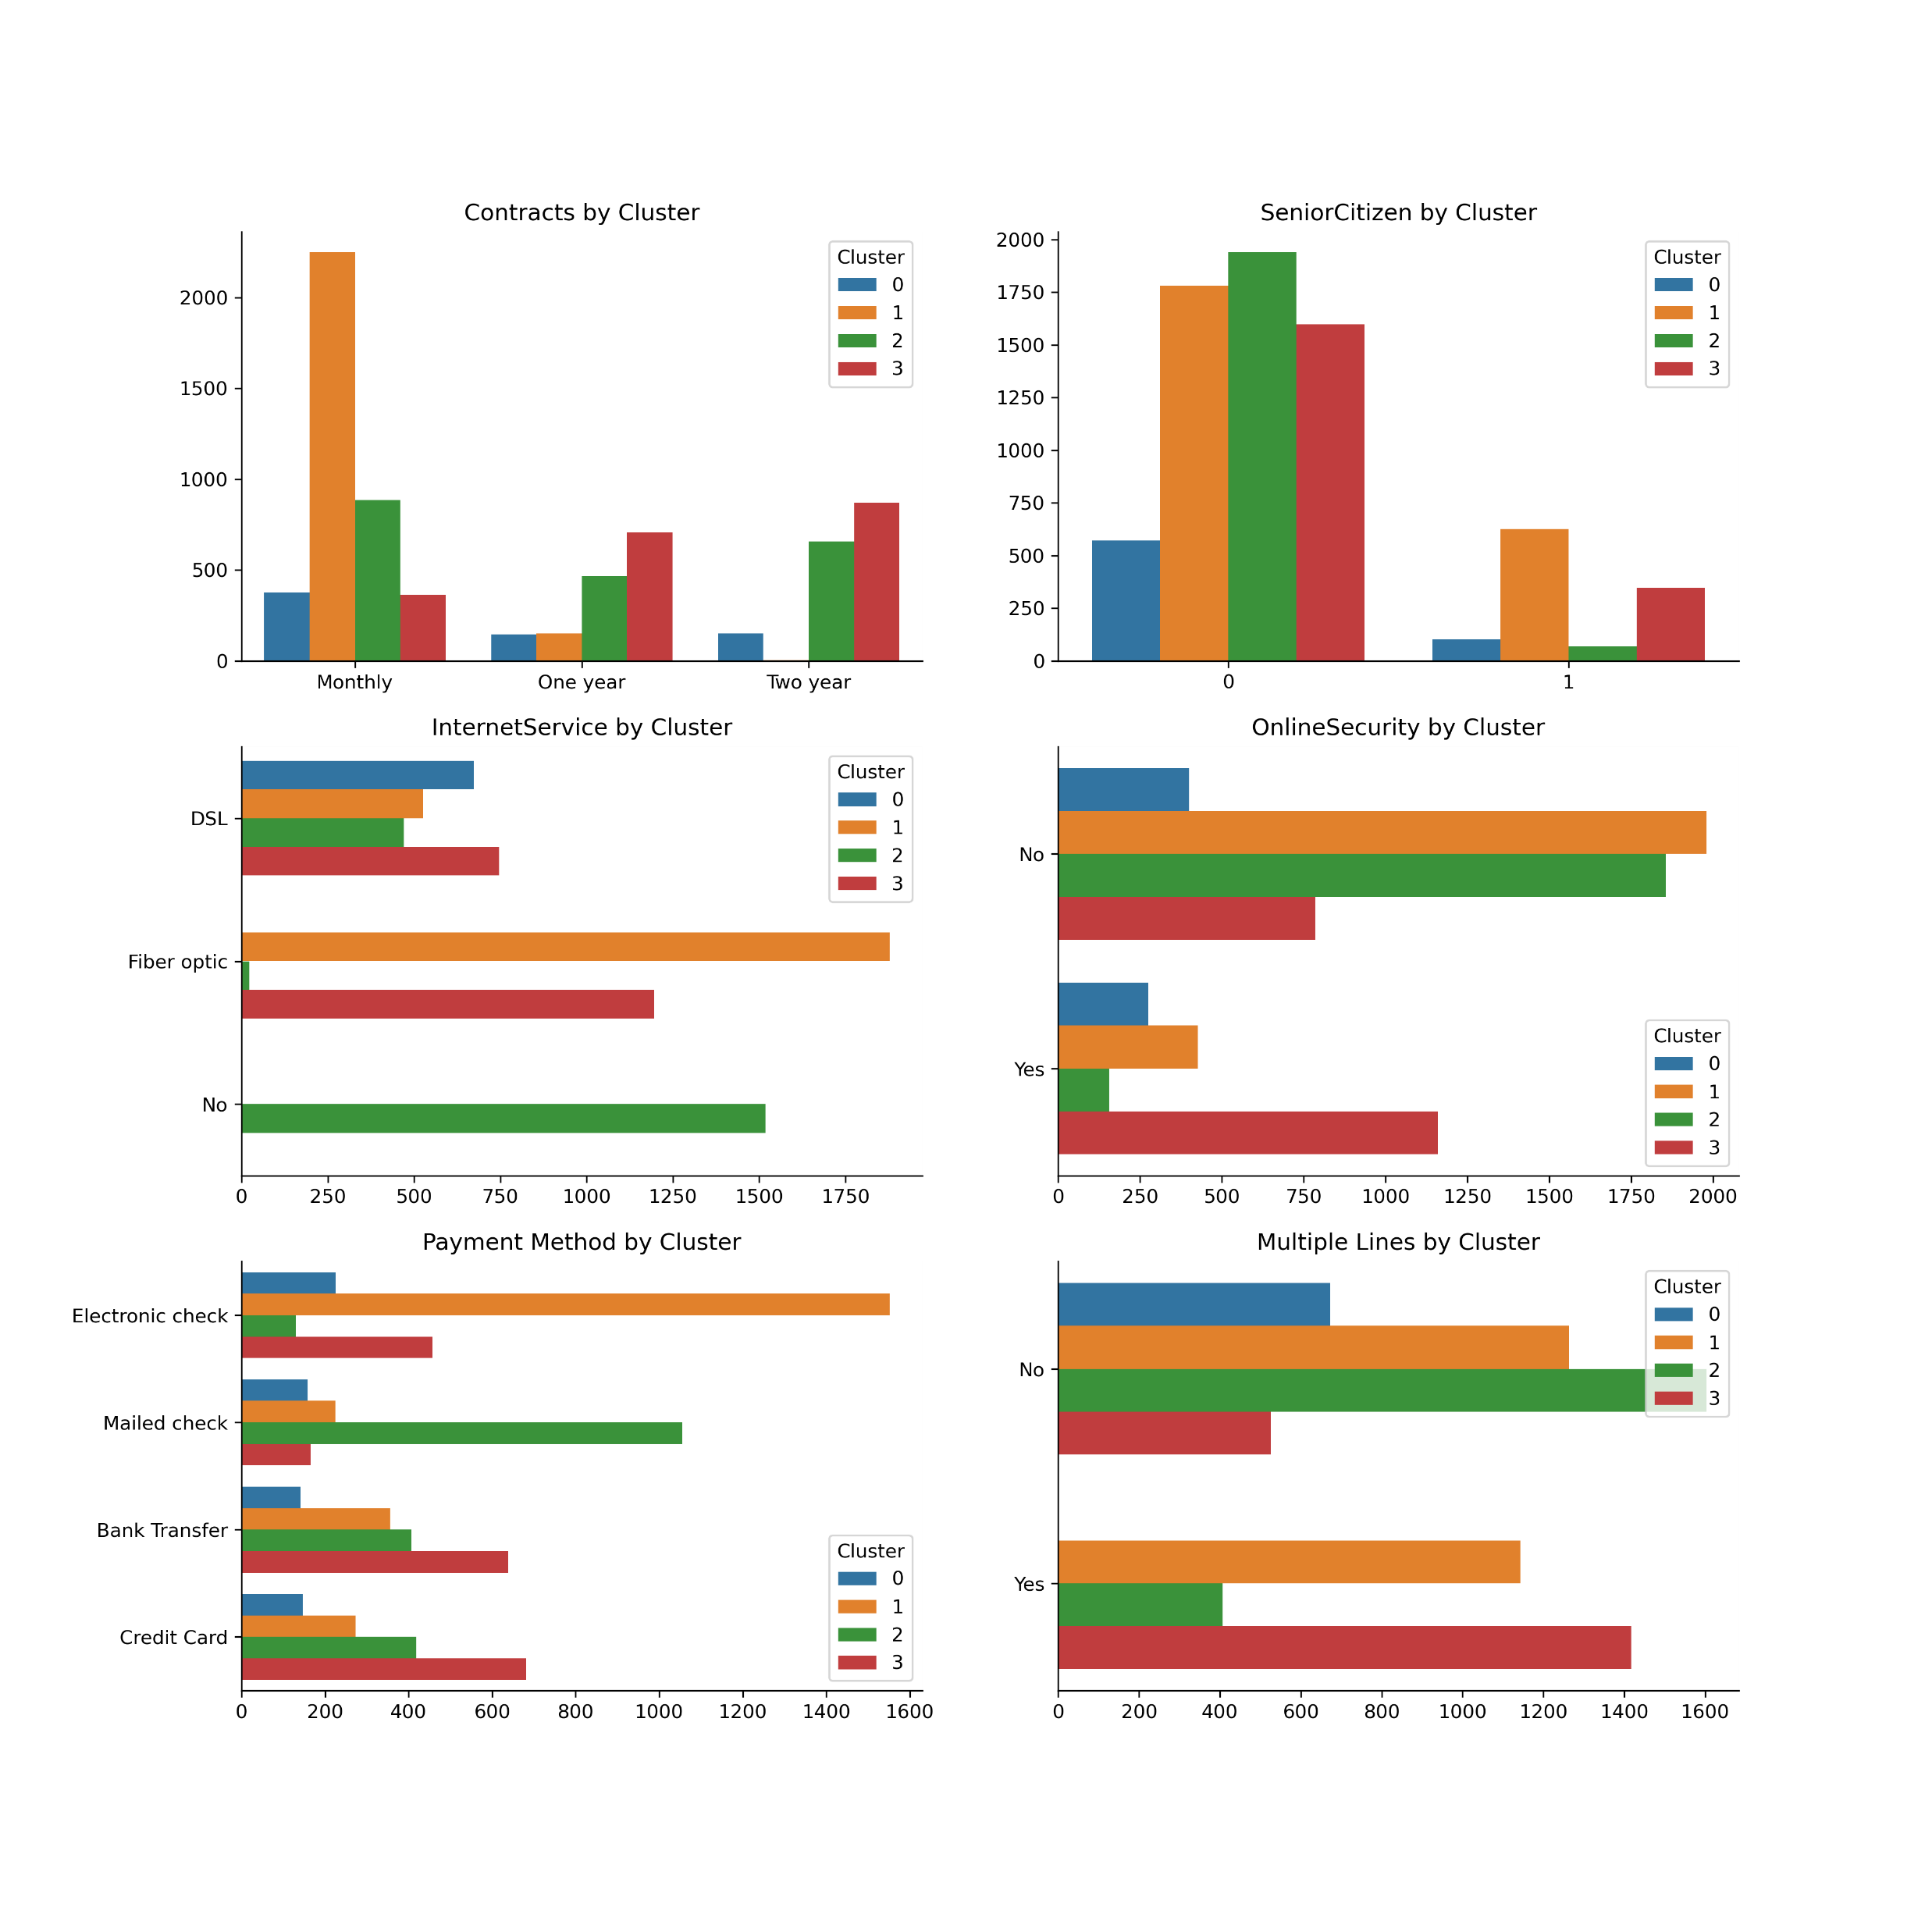 Contracts by Cluster
2000
1500
1000
500
0
Monthly
One year
Two year
Cluster
0
1
2
3
SeniorCitizen by Cluster
2000
1750
1500
1250
1000
750
500
250
0
0
1
Cluster
0
1
2
3
InternetService by Cluster
DSL
Fiber optic
No
0 250 500 750 1000 1250 1500 1750
Cluster
0
1
2
3
OnlineSecurity by Cluster
No
Yes
0 250 500 750 1000 1250 1500 1750 2000
Cluster
0
1
2
3
Payment Method by Cluster
Electronic check
Mailed check
Bank Transfer
Credit Card
0 200 400 600 800 1000 1200 1400 1600
Cluster
0
1
2
3
Multiple Lines by Cluster
No
Yes
0 200 400 600 800 1000 1200 1400 1600
Cluster
0
1
2
3